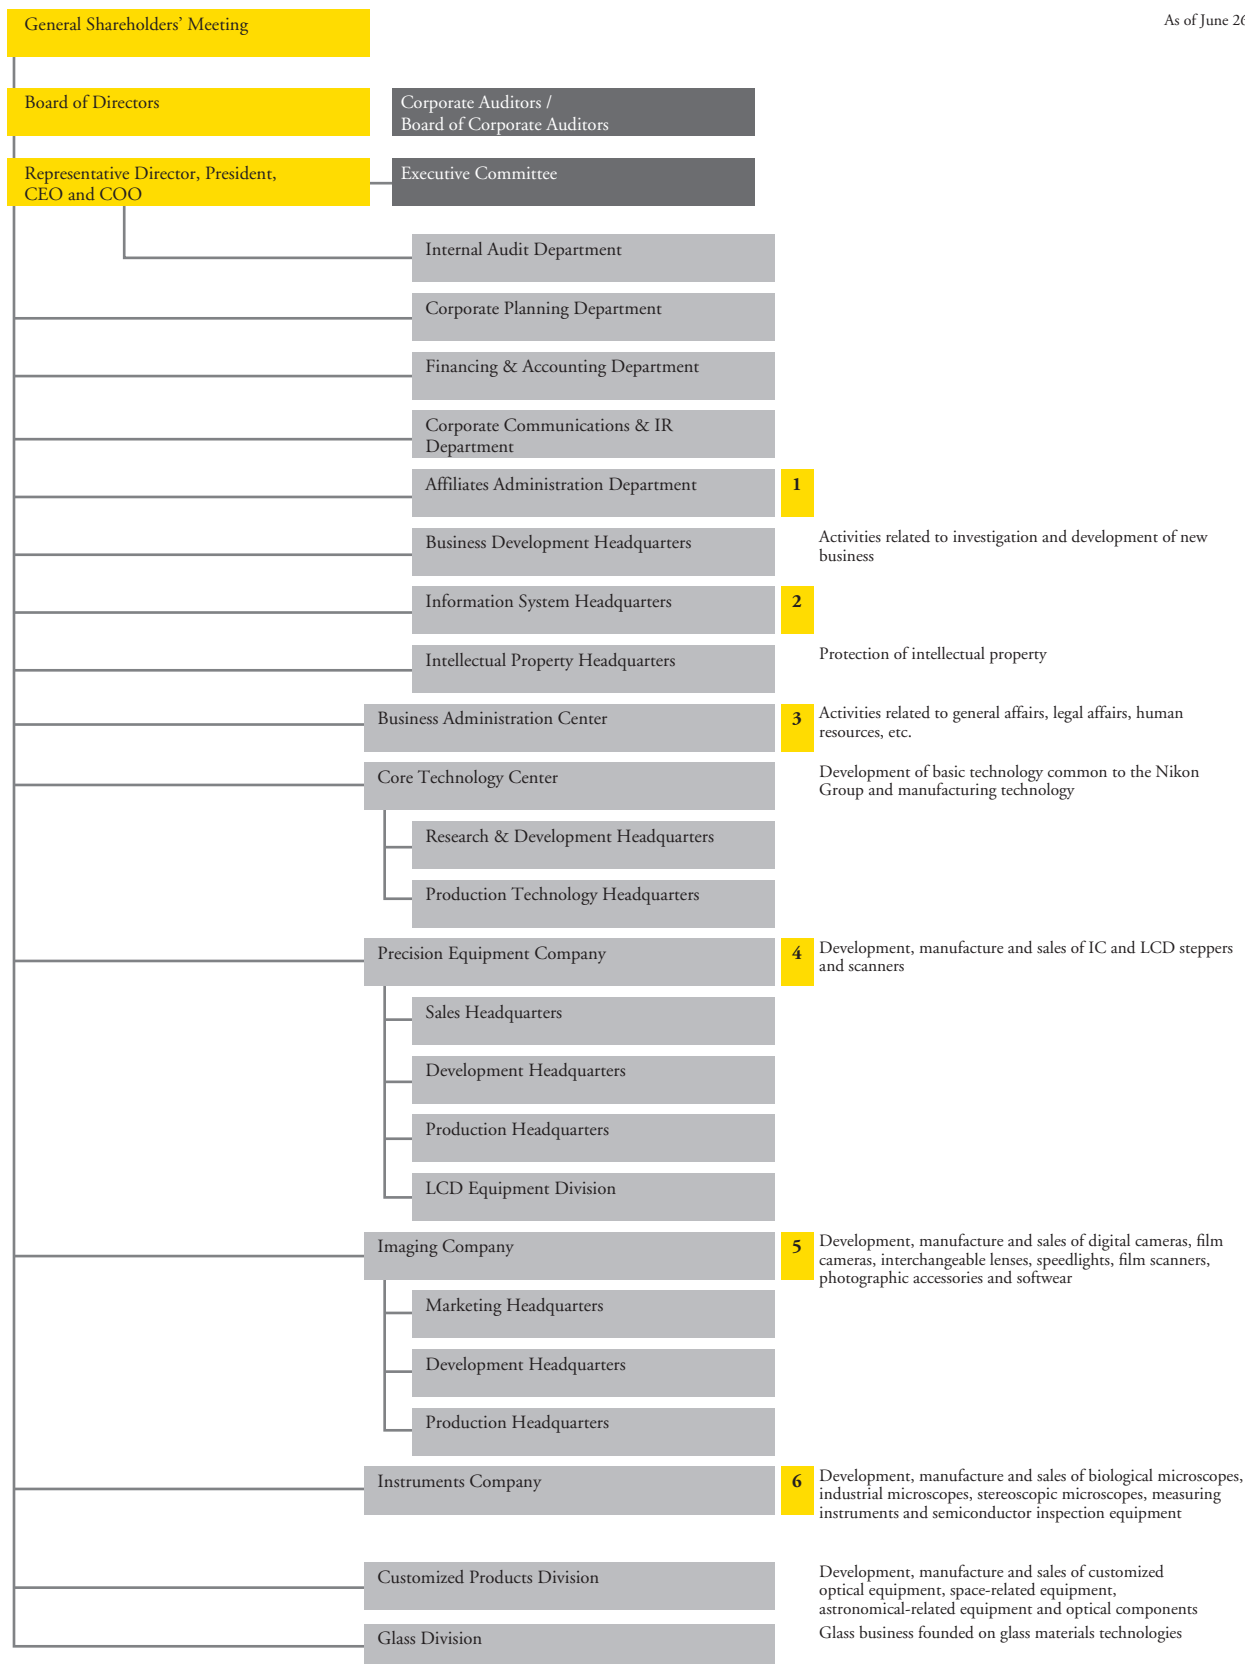 General Shareholders' Meeting
As of June 26
Board of Directors
Corporate Auditors /
Board of Corporate Auditors
Representative Director, President,
CEO and COO
Executive Committee
Internal Audit Department
Corporate Planning Department
Financing & Accounting Department
Corporate Communications & IR
Department
Affiliates Administration Department
1
Business Development Headquarters
Activities related to investigation and development of new
business
Information System Headquarters
2
Intellectual Property Headquarters
Protection of intellectual property
Business Administration Center
3
Activities related to general affairs, legal affairs, human
resources, etc.
Core Technology Center
Development of basic technology common to the Nikon
Group and manufacturing technology
Research & Development Headquarters
Production Technology Headquarters
Precision Equipment Company
4
Development, manufacture and sales of IC and LCD steppers
and scanners
Sales Headquarters
Development Headquarters
Production Headquarters
LCD Equipment Division
Imaging Company
5
Development, manufacture and sales of digital cameras, film
cameras, interchangeable lenses, speedlights, film scanners,
photographic accessories and softwear
Marketing Headquarters
Development Headquarters
Production Headquarters
Instruments Company
6
Development, manufacture and sales of biological microscopes,
industrial microscopes, stereoscopic microscopes, measuring
instruments and semiconductor inspection equipment
Customized Products Division
Development, manufacture and sales of customized
optical equipment, space-related equipment,
astronomical-related equipment and optical components
Glass Division
Glass business founded on glass materials technologies